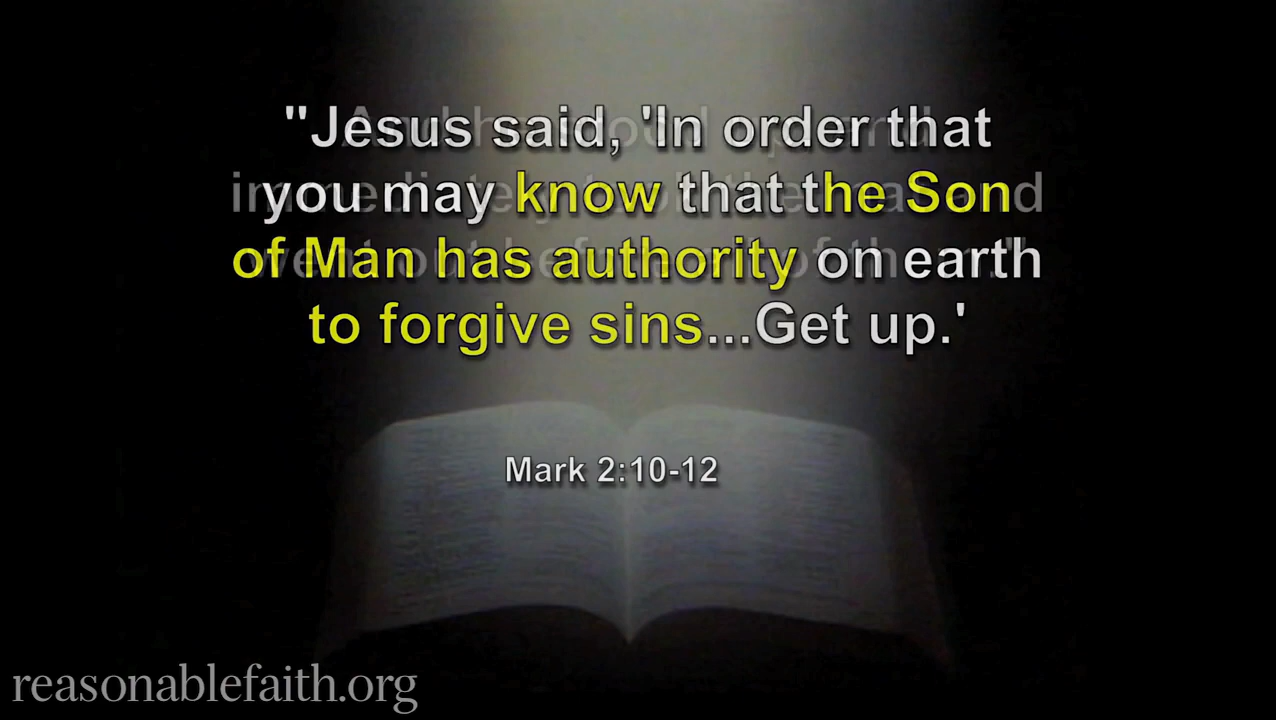 "Jesus said, 'In order that
you may know that the Son
of Man has authority on earth
to forgive sins...Get up.'
Mark 2:10-12
reasonablefaith.org